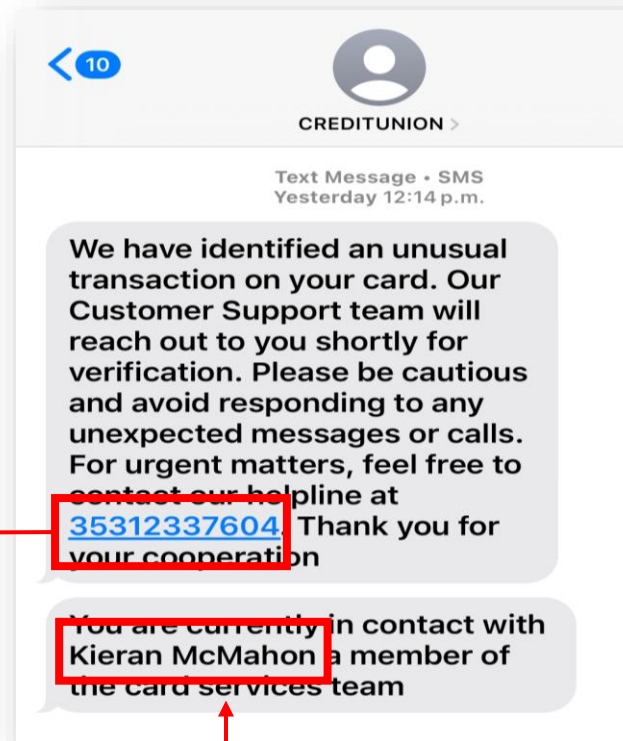 10
CREDITUNION >
Text Message • SMS
Yesterday 12:14 p.m.
We have identified an unusual
transaction on your card. Our
Customer Support team will
reach out to you shortly for
verification. Please be cautious
and avoid responding to any
unexpected messages or calls.
For urgent matters, feel free to
contact our helpline at
35312337604. Thank you for
your cooperation
You are currently in contact with
Kieran McMahon a member of
the card services team